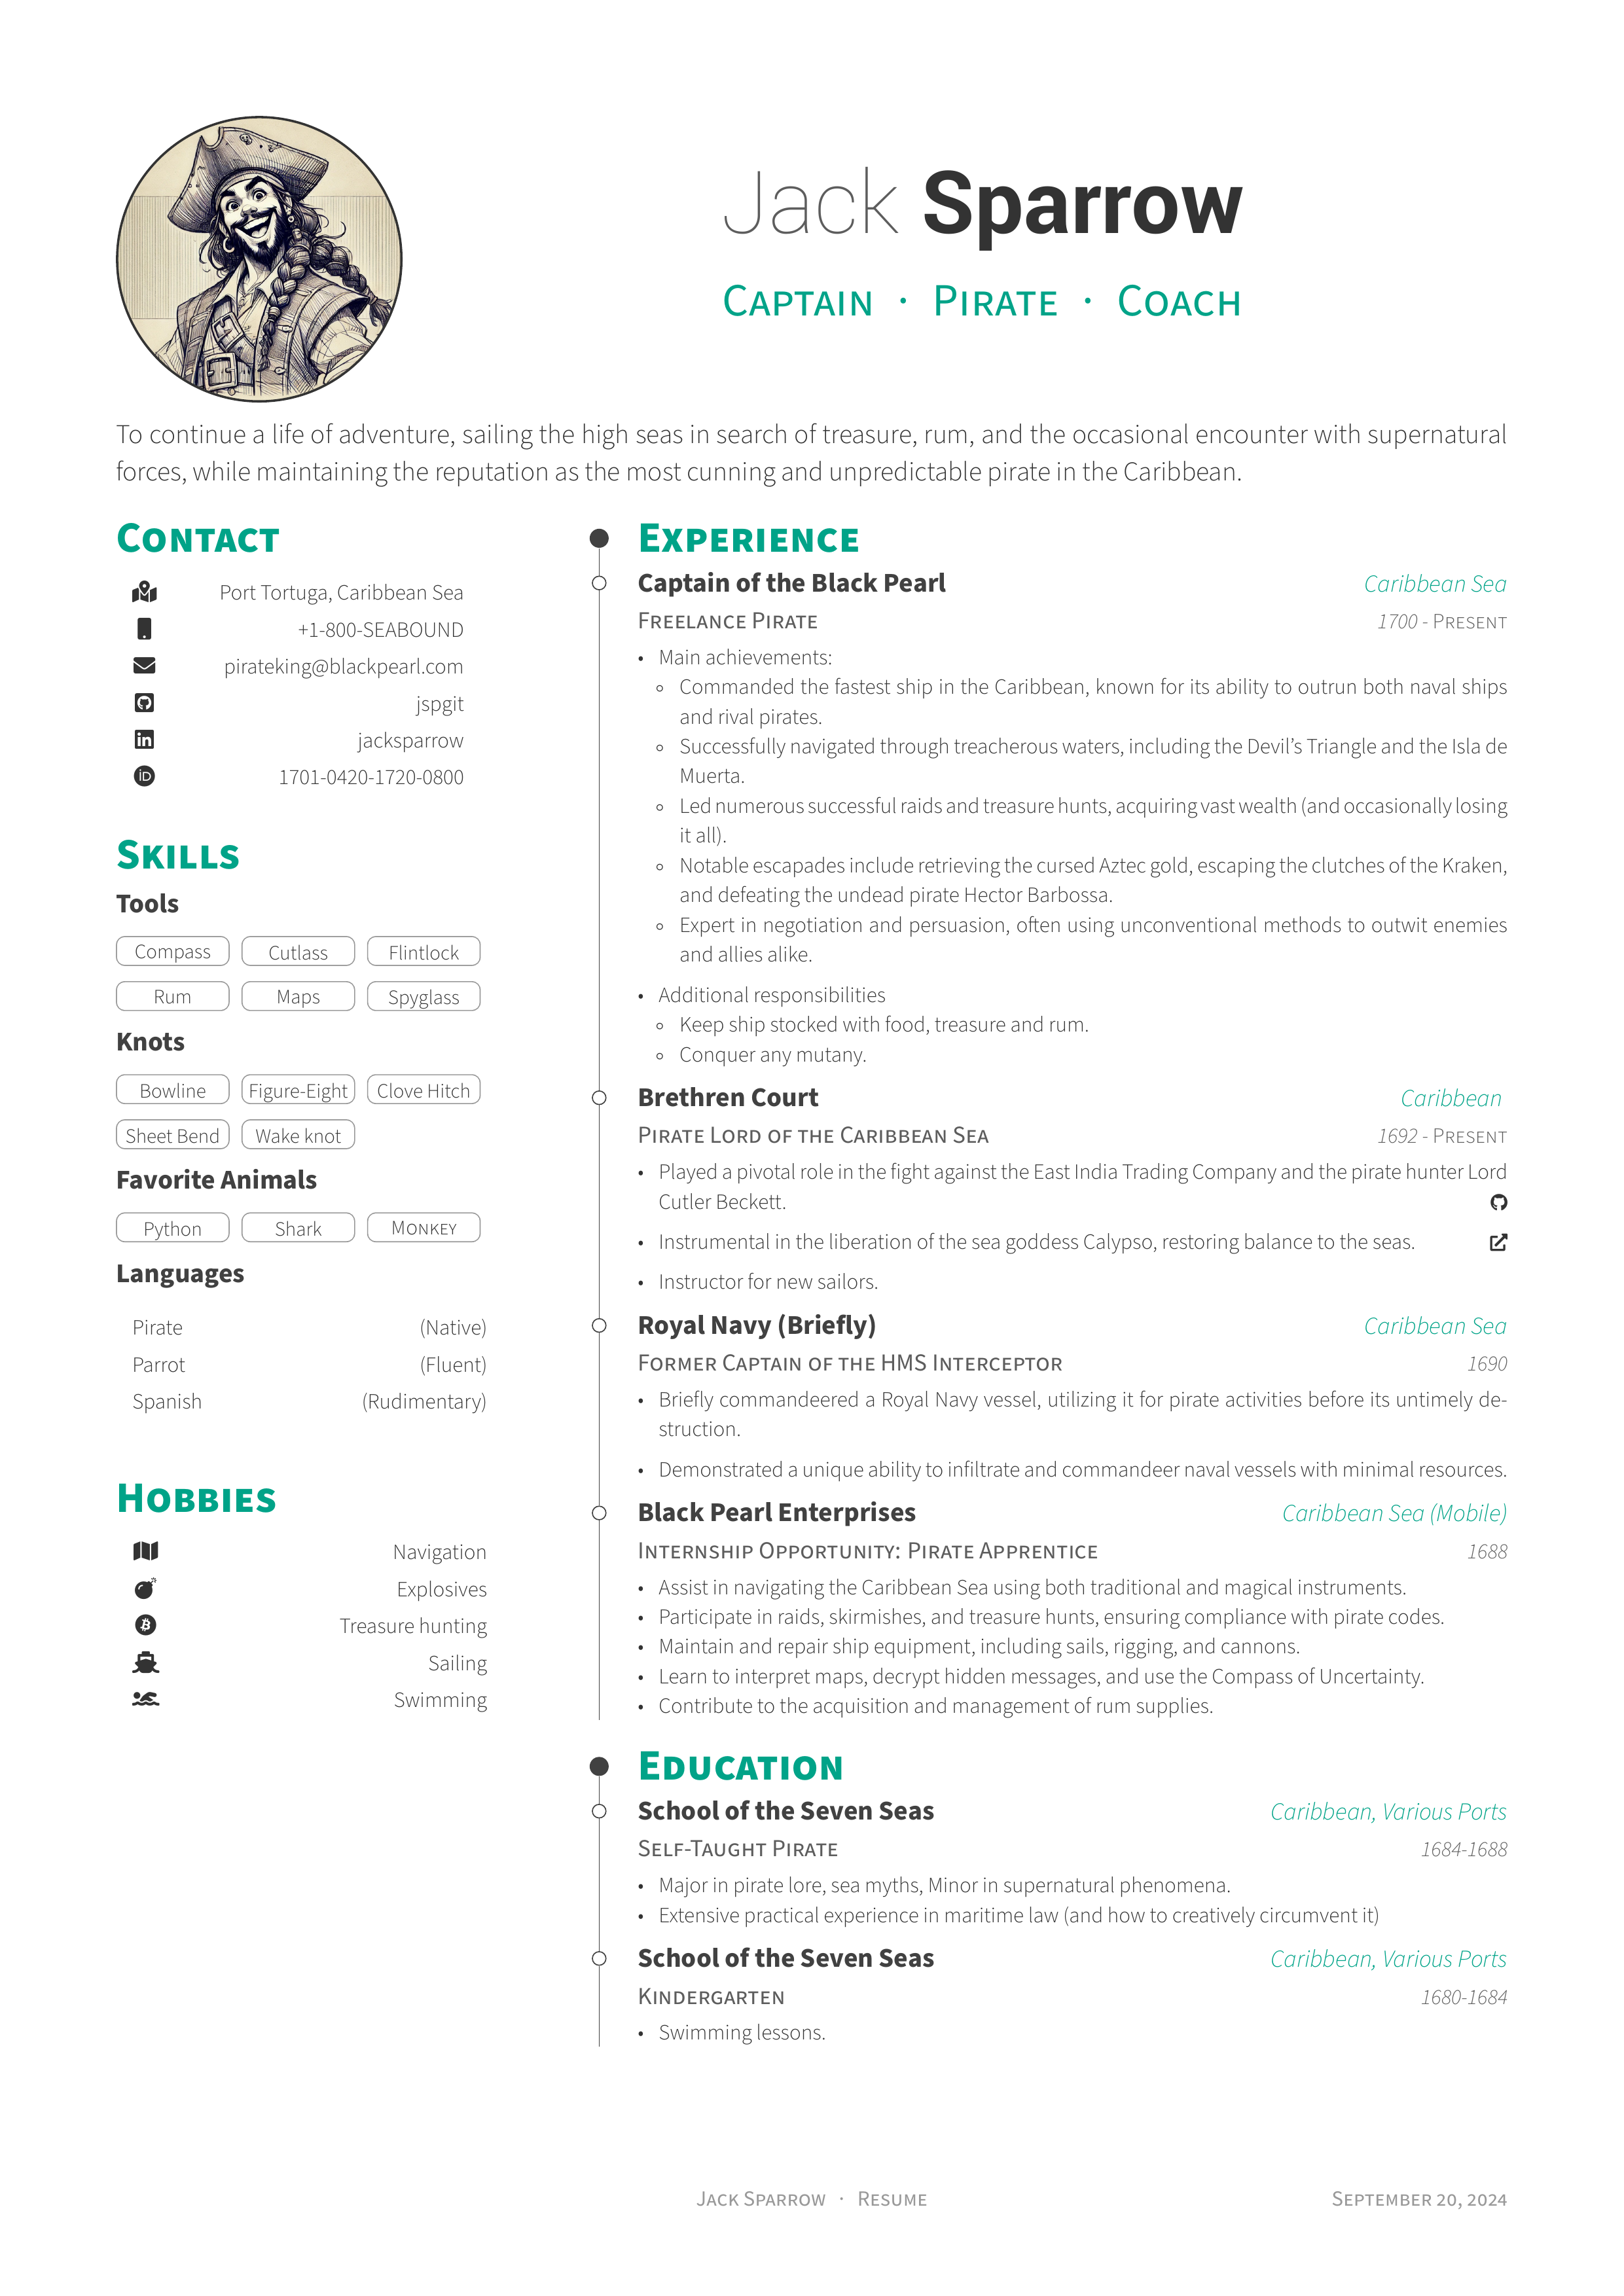 Jack Sparrow
Captain · Pirate · Coach
To continue a life of adventure, sailing the high seas in search of treasure, rum, and the occasional encounter with supernatural
forces, while maintaining the reputation as the most cunning and unpredictable pirate in the Caribbean.
Contact
Port Tortuga, Caribbean Sea
+1-800-SEABOUND
pirateking@blackpearl.com
jspgit
jacksparrow
1701-0420-1720-0800
Skills
Tools
Compass Cutlass Flintlock
Rum Maps Spyglass
Knots
Bowline Figure-Eight Clove Hitch
Sheet Bend Wake knot
Favorite Animals
Python Shark Monkey
Languages
Pirate (Native)
Parrot (Fluent)
Spanish (Rudimentary)
Hobbies
Navigation
Explosives
Treasure hunting
Sailing
Swimming
Experience
Captain of the Black Pearl Caribbean Sea
Freelance Pirate 1700 - Present
• Main achievements:
◦ Commanded the fastest ship in the Caribbean, known for its ability to outrun both naval ships
and rival pirates.
◦ Successfully navigated through treacherous waters, including the Devil’s Triangle and the Isla de
Muerta.
◦ Led numerous successful raids and treasure hunts, acquiring vast wealth (and occasionally losing
it all).
◦ Notable escapades include retrieving the cursed Aztec gold, escaping the clutches of the Kraken,
and defeating the undead pirate Hector Barbossa.
◦ Expert in negotiation and persuasion, often using unconventional methods to outwit enemies
and allies alike.
• Additional responsibilities
◦ Keep ship stocked with food, treasure and rum.
◦ Conquer any mutany.
Brethren Court Caribbean
Pirate Lord of the Caribbean Sea 1692 - Present
• Played a pivotal role in the fight against the East India Trading Company and the pirate hunter Lord
Cutler Beckett.
• Instrumental in the liberation of the sea goddess Calypso, restoring balance to the seas.
• Instructor for new sailors.
Royal Navy (Briefly) Caribbean Sea
Former Captain of the HMS Interceptor 1690
• Briefly commandeered a Royal Navy vessel, utilizing it for pirate activities before its untimely de-
struction.
• Demonstrated a unique ability to infiltrate and commandeer naval vessels with minimal resources.
Black Pearl Enterprises Caribbean Sea (Mobile)
Internship Opportunity: Pirate Apprentice 1688
• Assist in navigating the Caribbean Sea using both traditional and magical instruments.
• Participate in raids, skirmishes, and treasure hunts, ensuring compliance with pirate codes.
• Maintain and repair ship equipment, including sails, rigging, and cannons.
• Learn to interpret maps, decrypt hidden messages, and use the Compass of Uncertainty.
• Contribute to the acquisition and management of rum supplies.
Education
School of the Seven Seas Caribbean, Various Ports
Self-Taught Pirate 1684-1688
• Major in pirate lore, sea myths, Minor in supernatural phenomena.
• Extensive practical experience in maritime law (and how to creatively circumvent it)
School of the Seven Seas Caribbean, Various Ports
Kindergarten 1680-1684
• Swimming lessons.
Jack Sparrow · Resume September 20, 2024